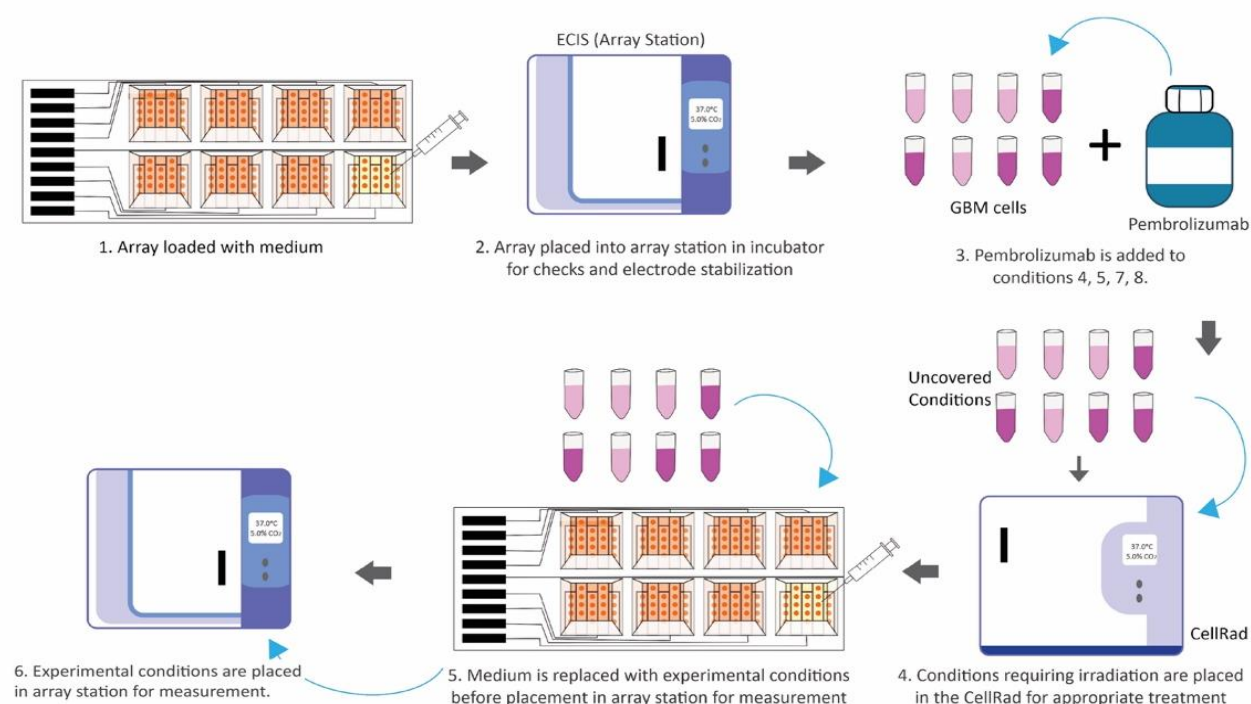 ECIS (Array Station)
37.0°C
5.0% CO₂
GBM cells
Pembrolizumab
1. Array loaded with medium
2. Array placed into array station in incubator
for checks and electrode stabilization
3. Pembrolizumab is added to
conditions 4, 5, 7, 8.
Uncovered
Conditions
37.0°C
5.0% CO₂
CellRad
4. Conditions requiring irradiation are placed
in the CellRad for appropriate treatment
5. Medium is replaced with experimental conditions
before placement in array station for measurement
37.0°C
5.0% CO₂
6. Experimental conditions are placed
in array station for measurement.